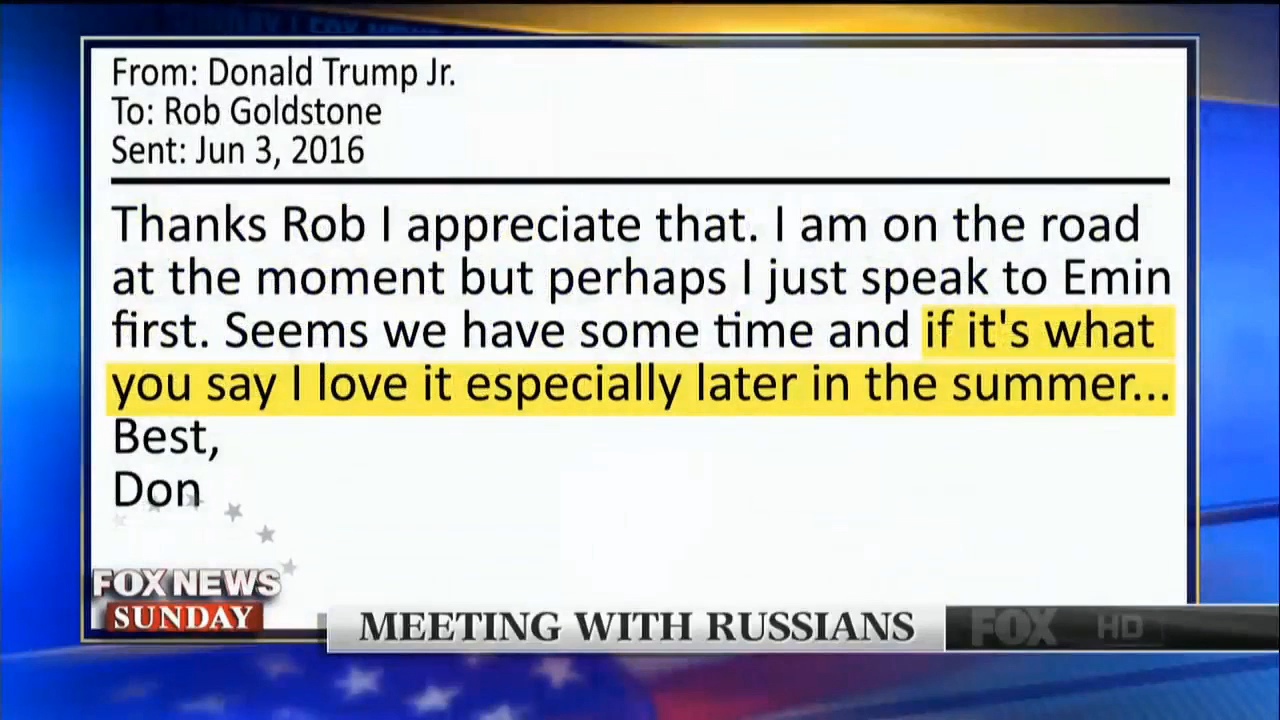 From: Donald Trump Jr.
To: Rob Goldstone
Sent: Jun 3, 2016
Thanks Rob I appreciate that. I am on the road
at the moment but perhaps I just speak to Emin
first. Seems we have some time and if it's what
you say I love it especially later in the summer...
Best,
Don
FOX NEWS
SUNDAY
MEETING WITH RUSSIANS
FOX HD